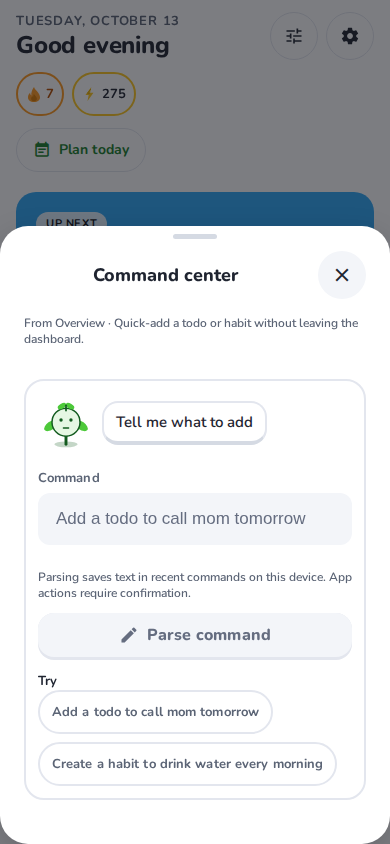 TUESDAY, OCTOBER 13
Good evening
7
275
Plan today
UP NEXT
Command center
From Overview · Quick-add a todo or habit without leaving the
dashboard.
Tell me what to add
Command
Add a todo to call mom tomorrow
Parsing saves text in recent commands on this device. App
actions require confirmation.
Parse command
Try
Add a todo to call mom tomorrow
Create a habit to drink water every morning